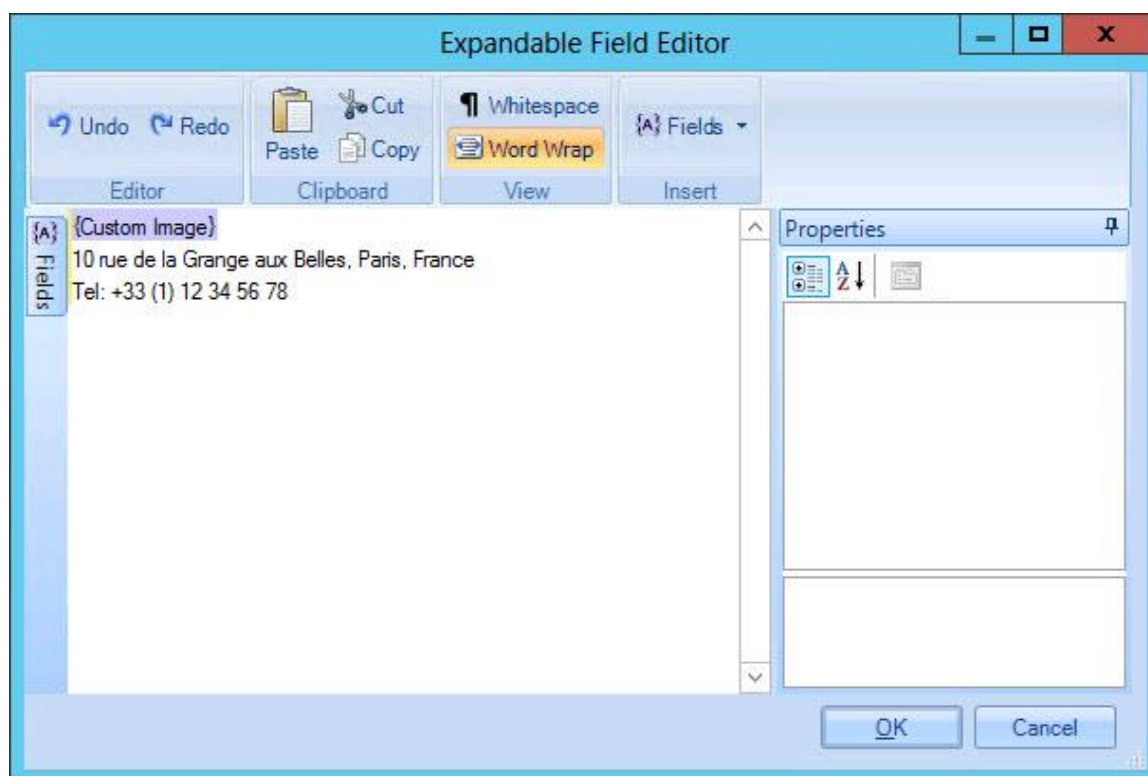 Expandable Field Editor
Undo Redo
Paste
Cut
Copy
Whitespace
Word Wrap
{A} Fields
Editor Clipboard View Insert
{A} Fields
{Custom Image}
10 rue de la Grange aux Belles, Paris, France
Tel: +33 (1) 12 34 56 78
Properties
A
Z
OK Cancel